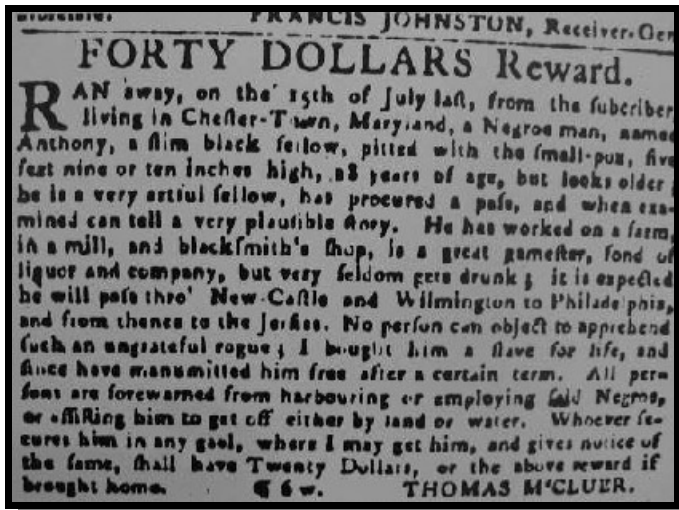 FRANCIS JOHNSTON, Receiver-Gen
FORTY DOLLARS Reward.
RAN away, on the 15th of July laſt, from the ſubcriber
living in Cheſter-Town, Maryland, a Negroe man, named
Anthony, a ſlim black fellow, pitted with the ſmall-pox, five
feet nine or ten inches high, 28 years of age, but looks older;
he is a very artful fellow, has procured a paſs, and when exa-
mined can tell a very plauſible ſtory. He has worked on a farm,
in a mill, and blackſmith's ſhop, is a great gameſter, fond of
liquor and company, but very ſeldom gets drunk; it is expected
he will paſs thro' New-Caſtle and Wilmington to Philadelphia,
and from thence to the Jerſies. No perſon can object to apprehend
ſuch an ungrateful rogue; I bought him a ſlave for life, and
ſince have manumitted him free after a certain term. All per-
ſons are forewarned from harbouring or employing ſaid Negroe,
or aſſiſting him to get off either by land or water. Whoever ſe-
cures him in any gaol, where I may get him, and gives notice of
the ſame, ſhall have Twenty Dollars, or the above reward if
brought home. ¶ 6 w. THOMAS M'CLUER.